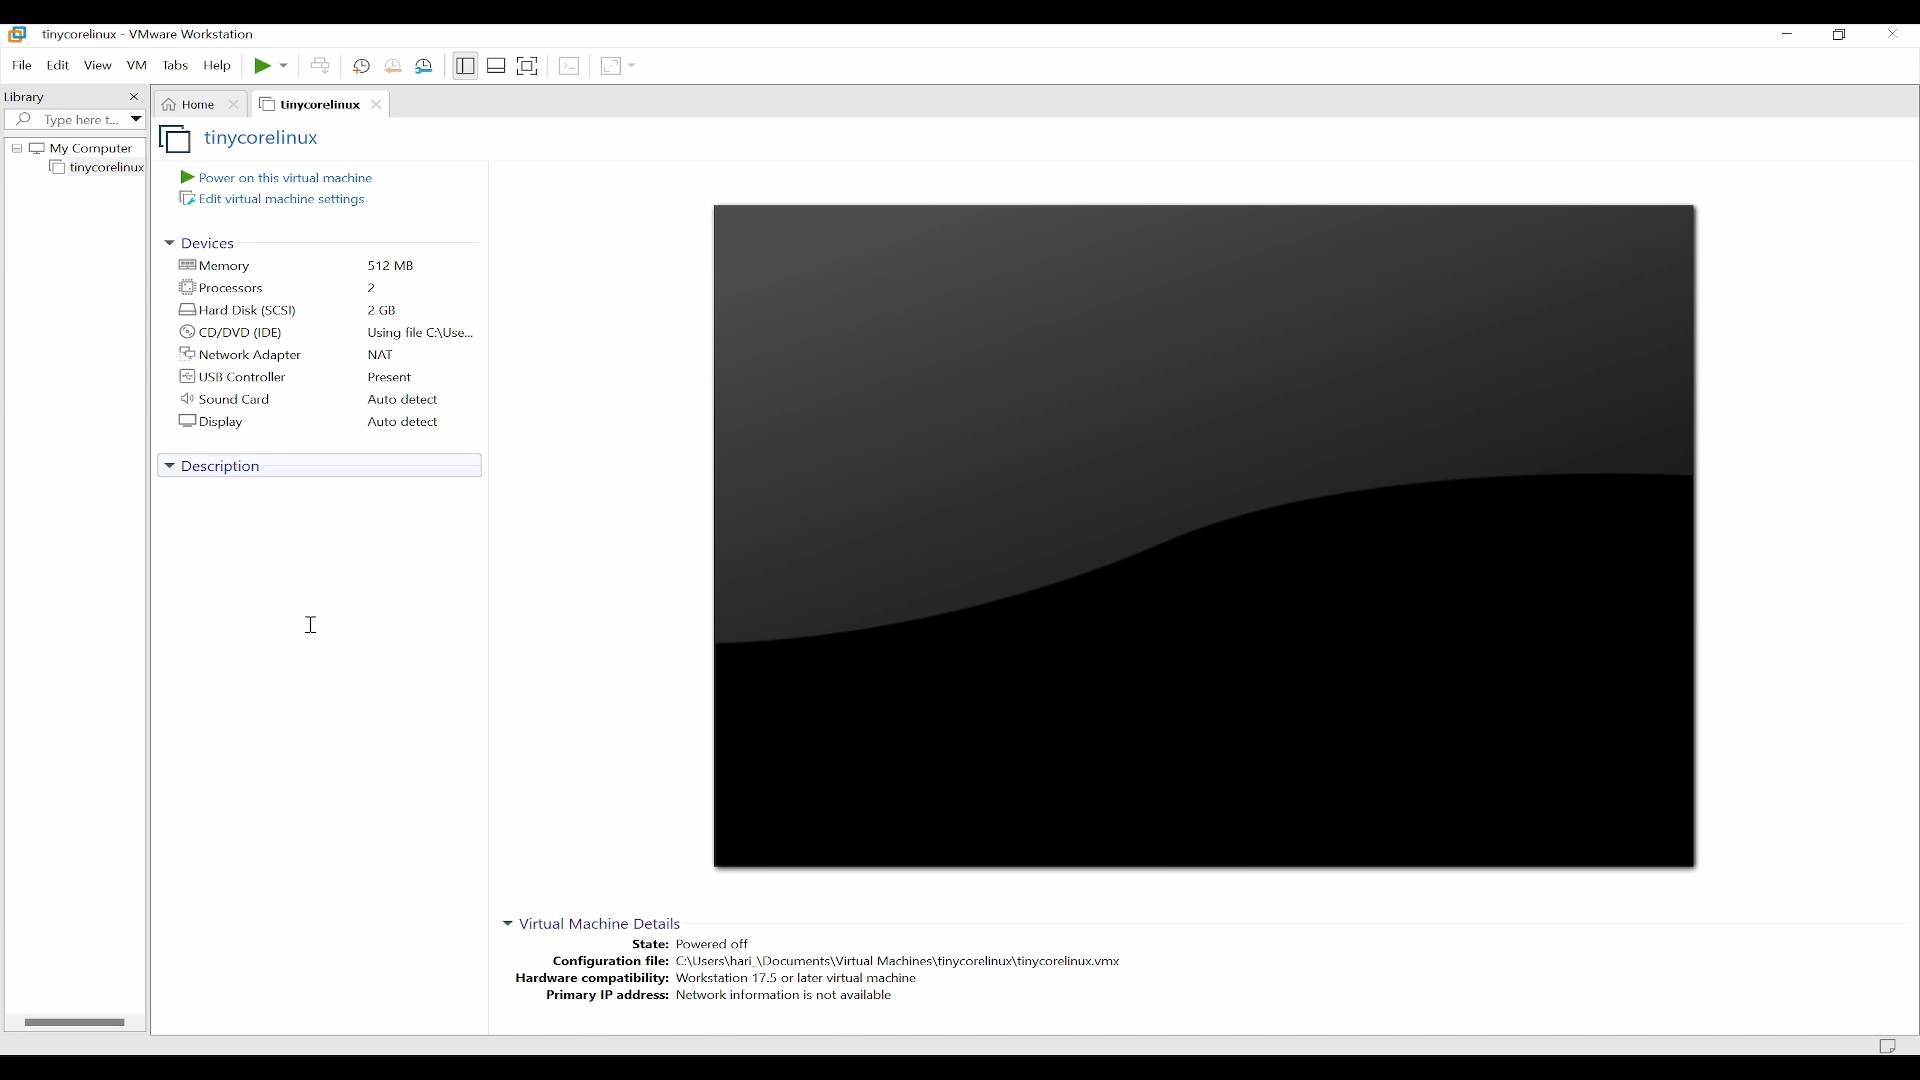 tinycorelinux - VMware Workstation
File Edit View VM Tabs Help
Library
Type here t...
My Computer
tinycorelinux
Home
tinycorelinux
tinycorelinux
Power on this virtual machine
Edit virtual machine settings
Devices
Memory 512 MB
Processors 2
Hard Disk (SCSI) 2 GB
CD/DVD (IDE) Using file C:\Use...
Network Adapter NAT
USB Controller Present
Sound Card Auto detect
Display Auto detect
Description
Virtual Machine Details
State: Powered off
Configuration file: C:\Users\hari_\Documents\Virtual Machines\tinycorelinux\tinycorelinux.vmx
Hardware compatibility: Workstation 17.5 or later virtual machine
Primary IP address: Network information is not available